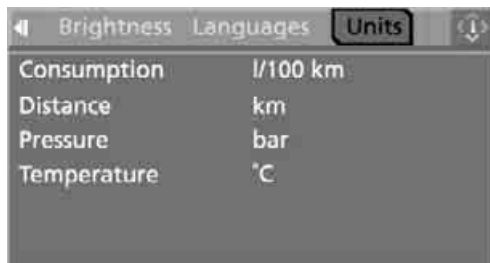 Brightness Languages Units
Consumption l/100 km
Distance km
Pressure bar
Temperature °C